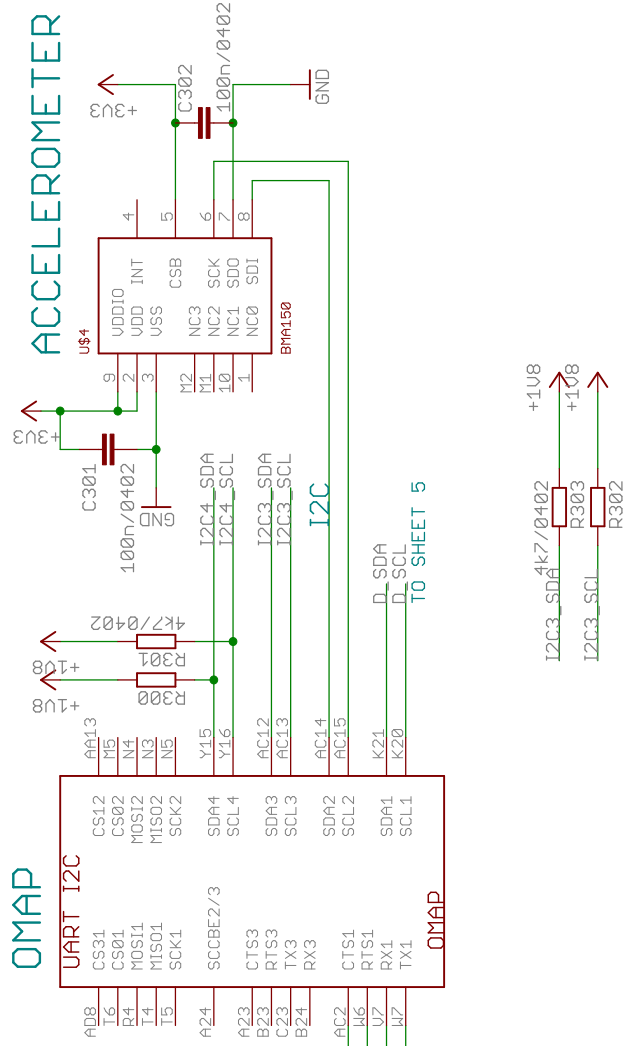 ACCELEROMETER
+3V3
C302
100n/0402
GND
4
5
6
7
8
INT
CSB
SCK
SDO
SDI
U$4
VDDIO
VDD
VSS
NC3
NC2
NC1
NC0
BMA150
9
2
3
M2
M1
10
1
+3V3
C301
100n/0402
GND
I2C4_SDA
I2C4_SCL
I2C3_SDA
I2C3_SCL
I2C
D_SDA
D_SCL
TO SHEET 5
4k7/0402
R301
R300
+1V8
+1V8
+1V8
+1V8
4k7/0402
R303
R302
I2C3_SDA
I2C3_SCL
AA13
M5
N4
N3
N5
Y15
Y16
AC12
AC13
AC14
AC15
K21
K20
CS12
CS02
MOSI2
MISO2
SCK2
SDA4
SCL4
SDA3
SCL3
SDA2
SCL2
SDA1
SCL1
OMAP
UART I2C
OMAP
CS31
CS01
MOSI1
MISO1
SCK1
SCCBE2/3
CTS3
RTS3
TX3
RX3
CTS1
RTS1
RX1
TX1
AD8
T6
R4
T4
T5
A24
A23
B23
C23
B24
AC2
W6
V7
W7